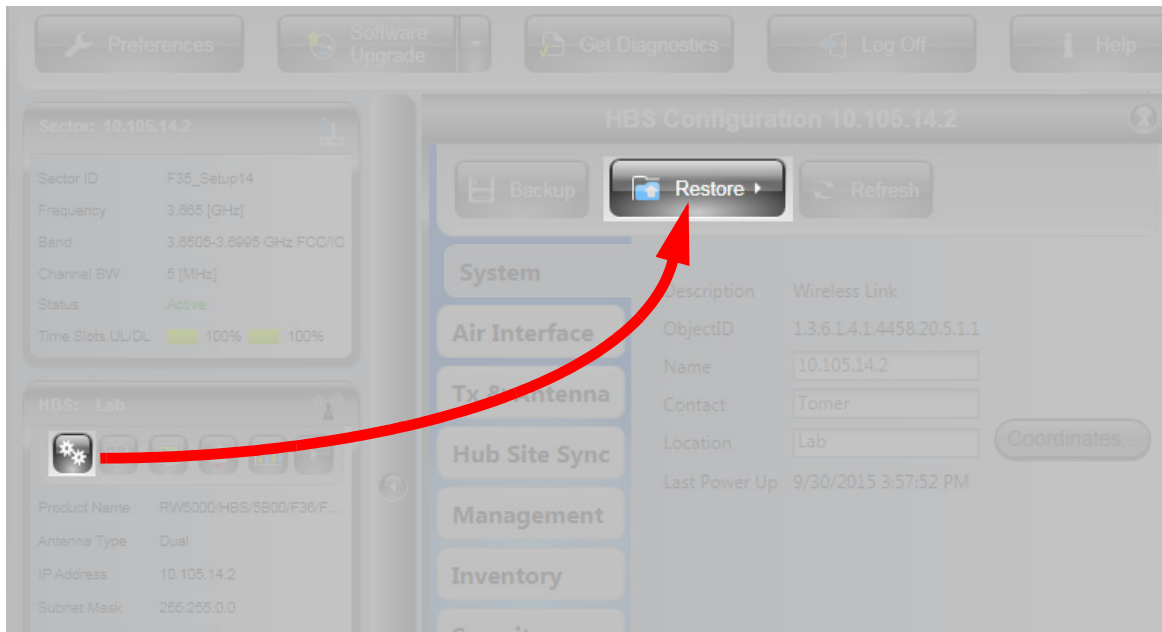 Preferences
Software
Upgrade
Get Diagnostics
Log Off
Help
Sector: 10.105.14.2
Sector ID F35_Setup14
Frequency 3.665 [GHz]
Band 3.6505-3.6995 GHz FCC/IC
Channel BW 5 [MHz]
Status Active
Time Slots UL/DL 100% 100%
HBS: Lab
Product Name RW5000/HBS/5B00/F36/F...
Antenna Type Dual
IP Address 10.105.14.2
Subnet Mask 255.255.0.0
HBS Configuration 10.105.14.2
Backup
Restore
Refresh
System
Air Interface
Tx & Antenna
Hub Site Sync
Management
Inventory
Description Wireless Link
ObjectID 1.3.6.1.4.1.4458.20.5.1.1
Name 10.105.14.2
Contact Tomer
Location Lab
Coordinates...
Last Power Up 9/30/2015 3:57:52 PM